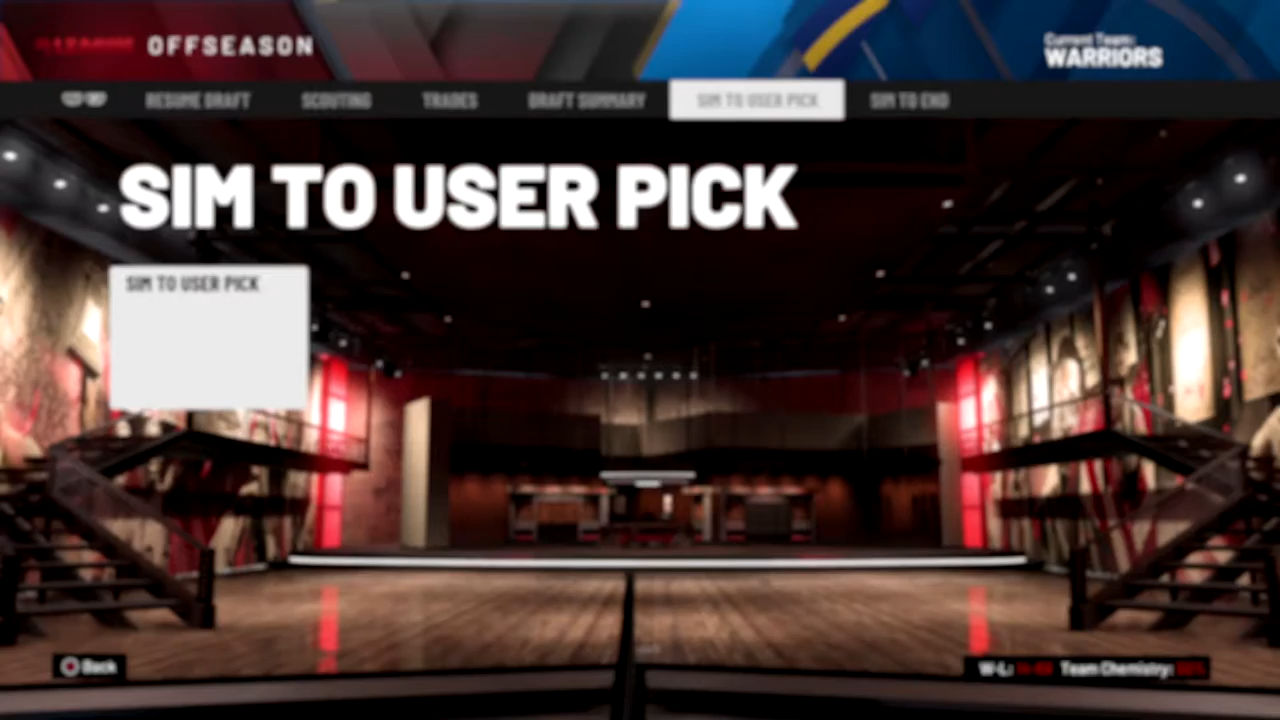 OFFSEASON
Current Team:
WARRIORS
RESUME DRAFT
SCOUTING
TRADES
DRAFT SUMMARY
SIM TO USER PICK
SIM TO END
SIM TO USER PICK
SIM TO USER PICK
Back
W-L: Team Chemistry: